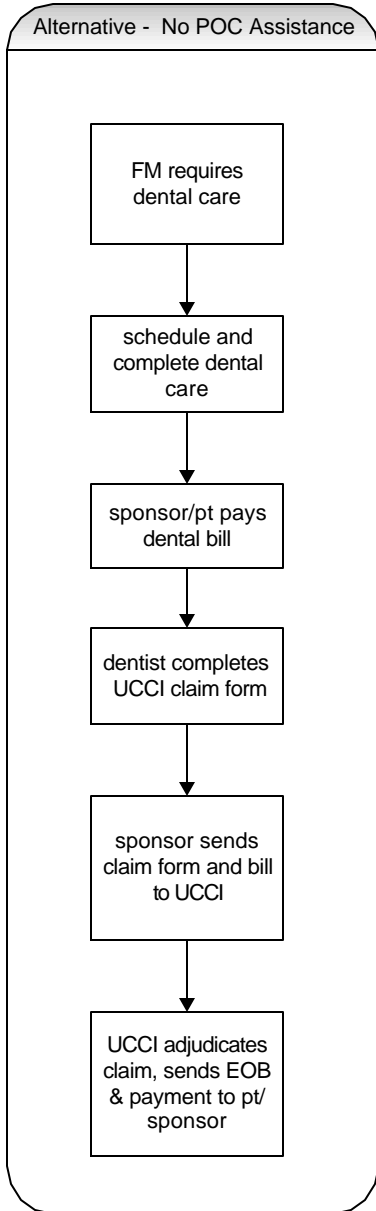 Alternative - No POC Assistance
FM requires
dental care
schedule and
complete dental
care
sponsor/pt pays
dental bill
dentist completes
UCCI claim form
sponsor sends
claim form and bill
to UCCI
UCCI adjudicates
claim, sends EOB
& payment to pt/
sponsor